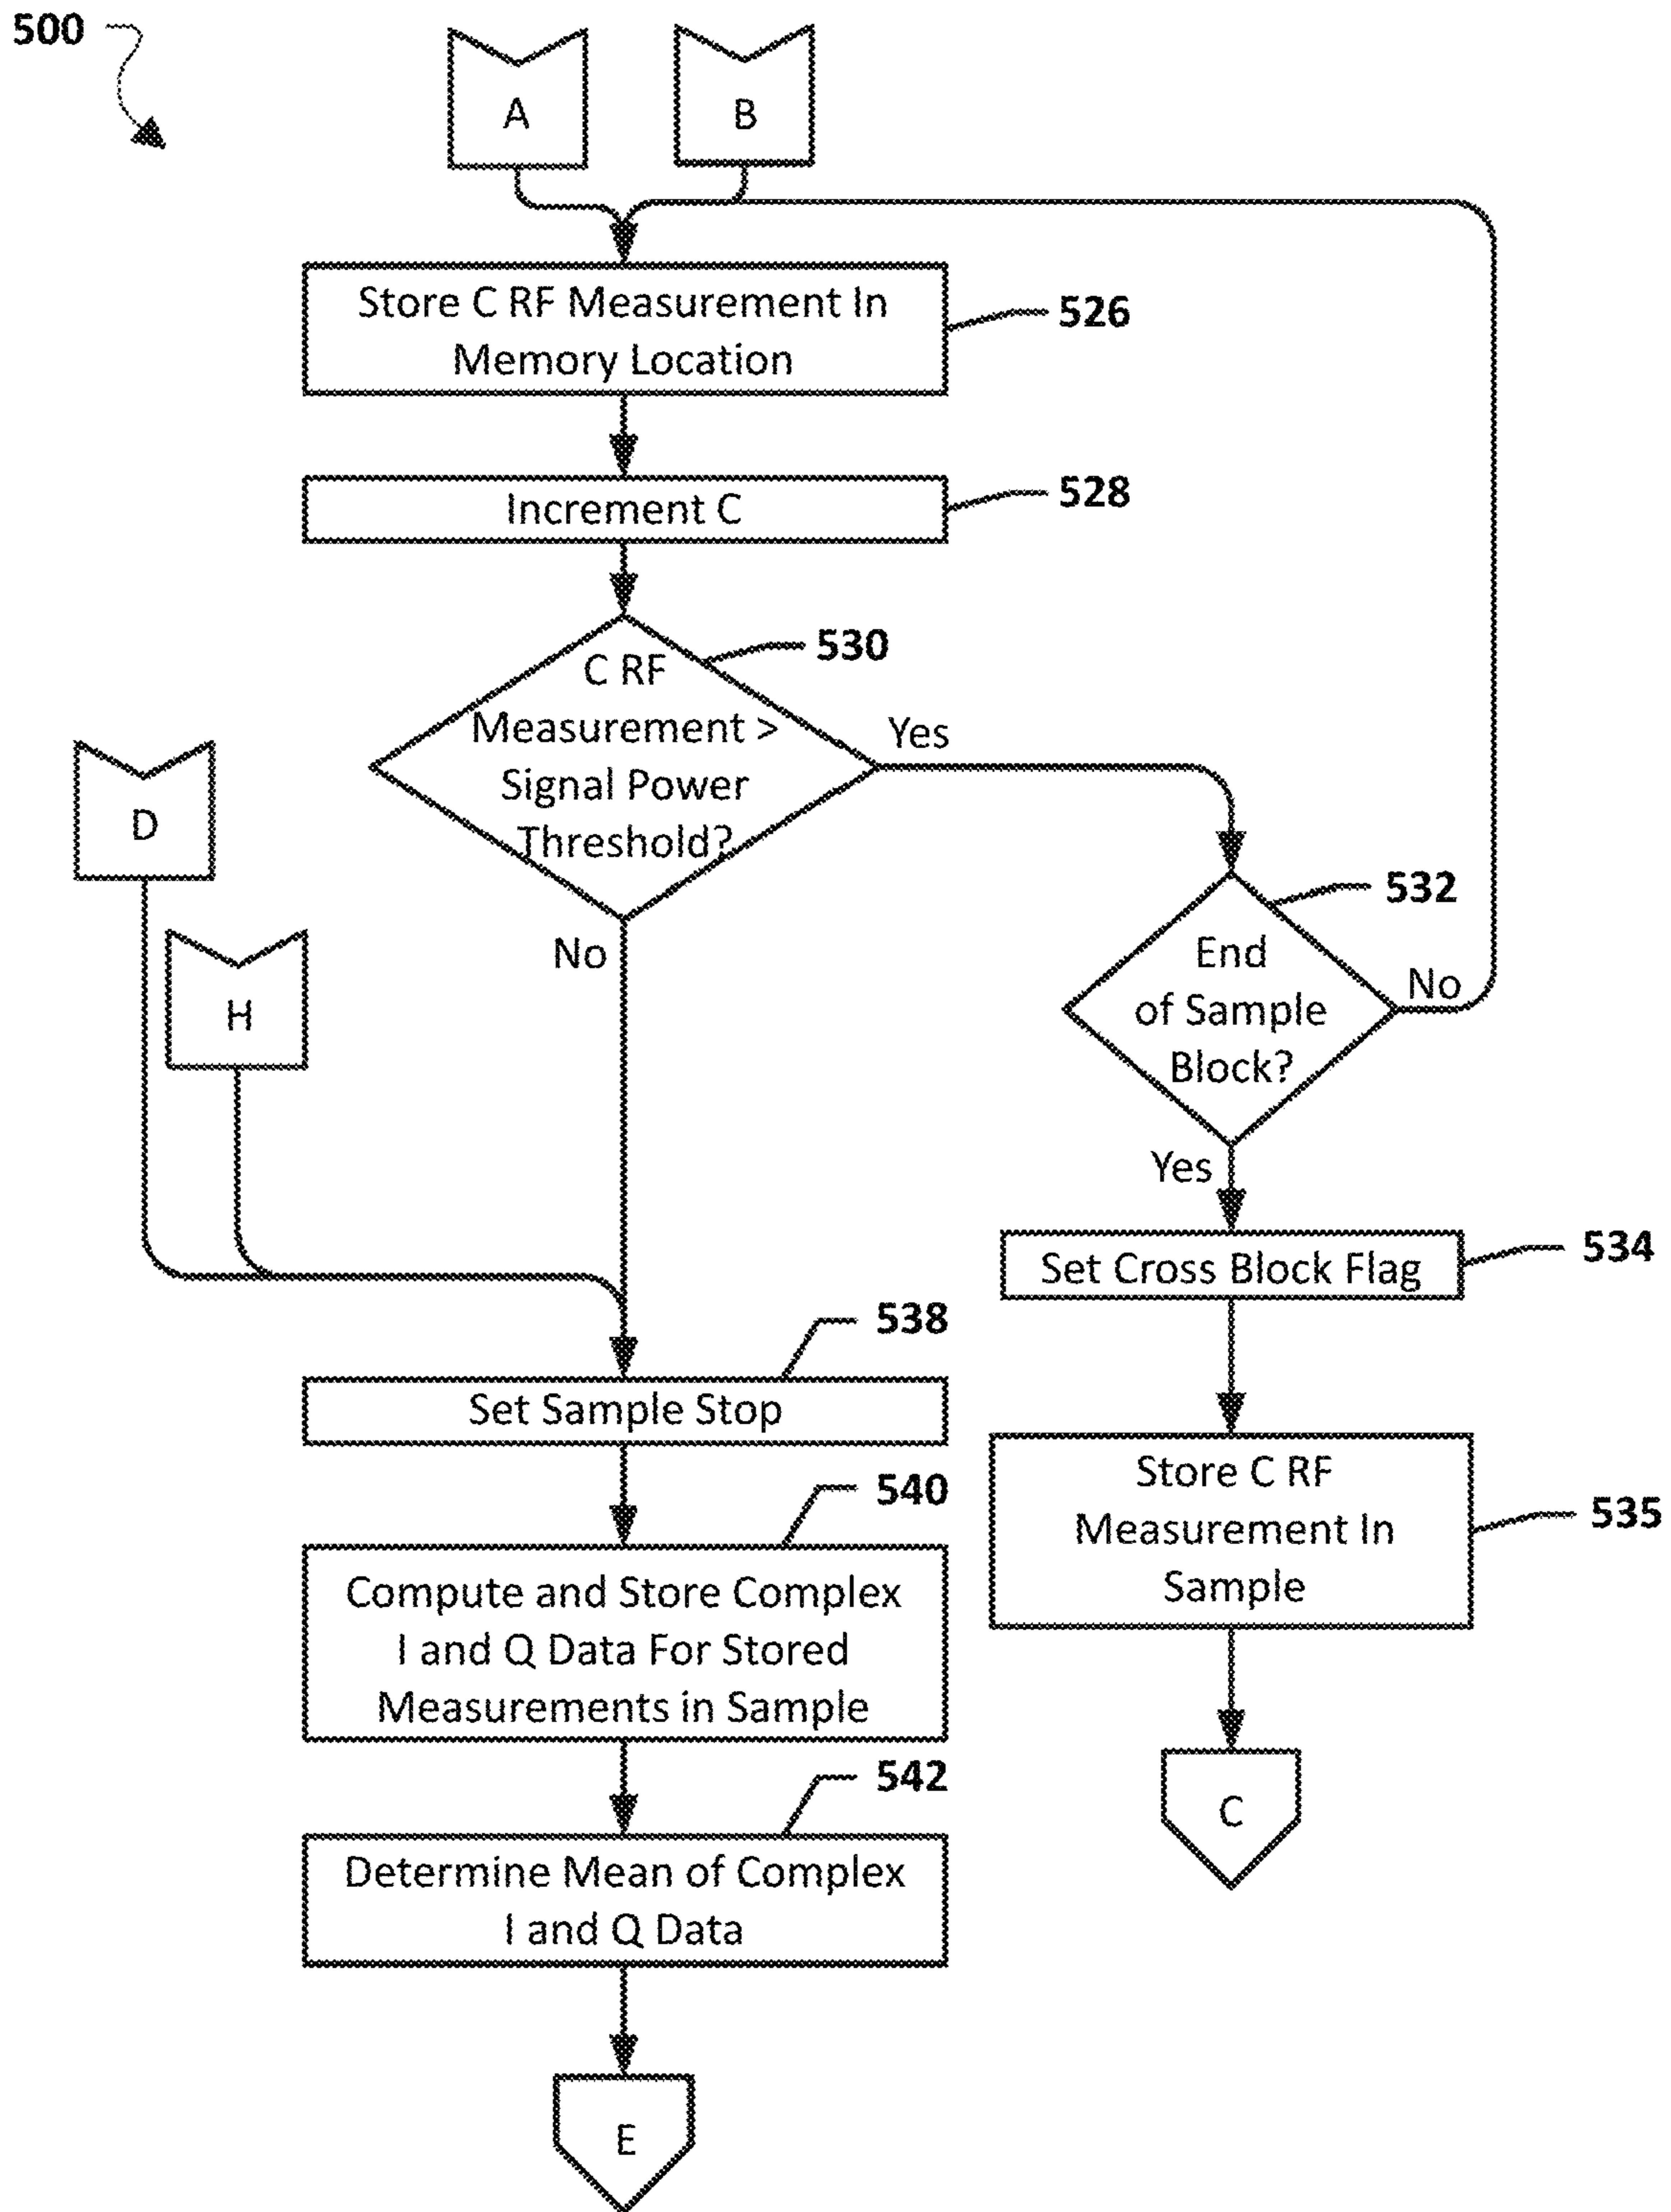 500
A
B
Store C RF Measurement In
Memory Location
526
Increment C
528
530
C RF
Measurement >
Signal Power
Threshold?
Yes
D
H
No
532
End
of Sample
Block?
No
Yes
Set Cross Block Flag
534
538
Set Sample Stop
Store C RF
Measurement In
Sample
535
540
Compute and Store Complex
I and Q Data For Stored
Measurements in Sample
542
Determine Mean of Complex
I and Q Data
C
E